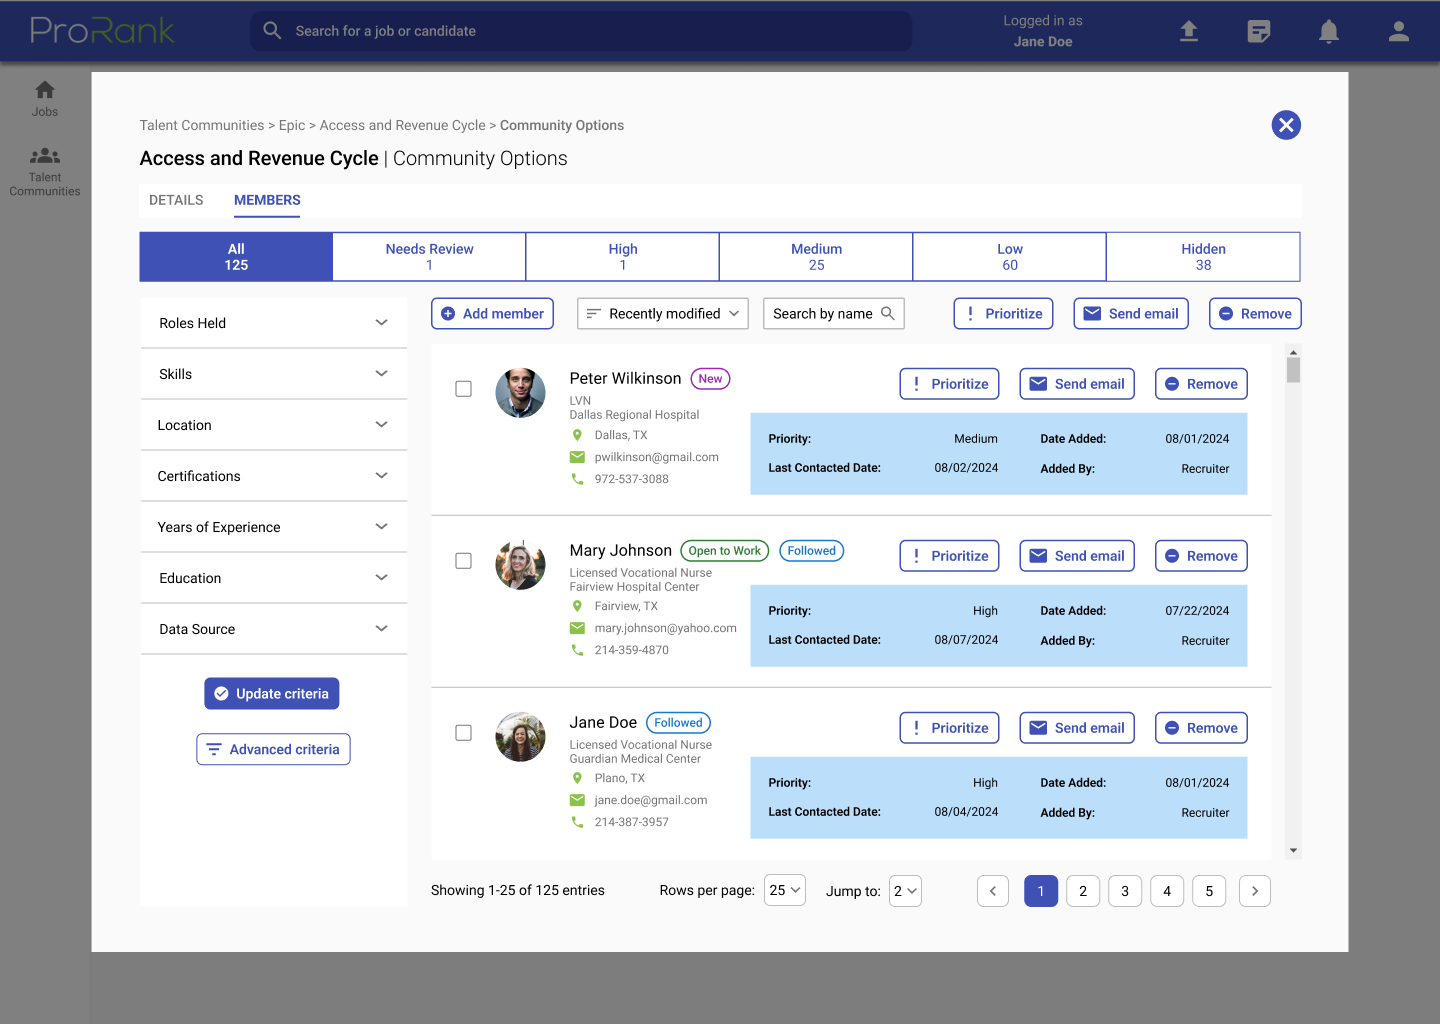 ProRank
Search for a job or candidate
Logged in as
Jane Doe
Jobs
Talent
Communities
Talent Communities > Epic > Access and Revenue Cycle > Community Options
Access and Revenue Cycle | Community Options
DETAILS MEMBERS
All
125
Needs Review
1
High
1
Medium
25
Low
60
Hidden
38
Roles Held
Skills
Location
Certifications
Years of Experience
Education
Data Source
Update criteria
Advanced criteria
Add member Recently modified Search by name Prioritize Send email Remove
Peter Wilkinson New
LVN
Dallas Regional Hospital
Dallas, TX
pwilkinson@gmail.com
972-537-3088
Prioritize Send email Remove
Priority: Medium Date Added: 08/01/2024
Last Contacted Date: 08/02/2024 Added By: Recruiter
Mary Johnson Open to Work Followed
Licensed Vocational Nurse
Fairview Hospital Center
Fairview, TX
mary.johnson@yahoo.com
214-359-4870
Prioritize Send email Remove
Priority: High Date Added: 07/22/2024
Last Contacted Date: 08/07/2024 Added By: Recruiter
Jane Doe Followed
Licensed Vocational Nurse
Guardian Medical Center
Plano, TX
jane.doe@gmail.com
214-387-3957
Prioritize Send email Remove
Priority: High Date Added: 08/01/2024
Last Contacted Date: 08/04/2024 Added By: Recruiter
Showing 1-25 of 125 entries Rows per page: 25 Jump to: 2 1 2 3 4 5